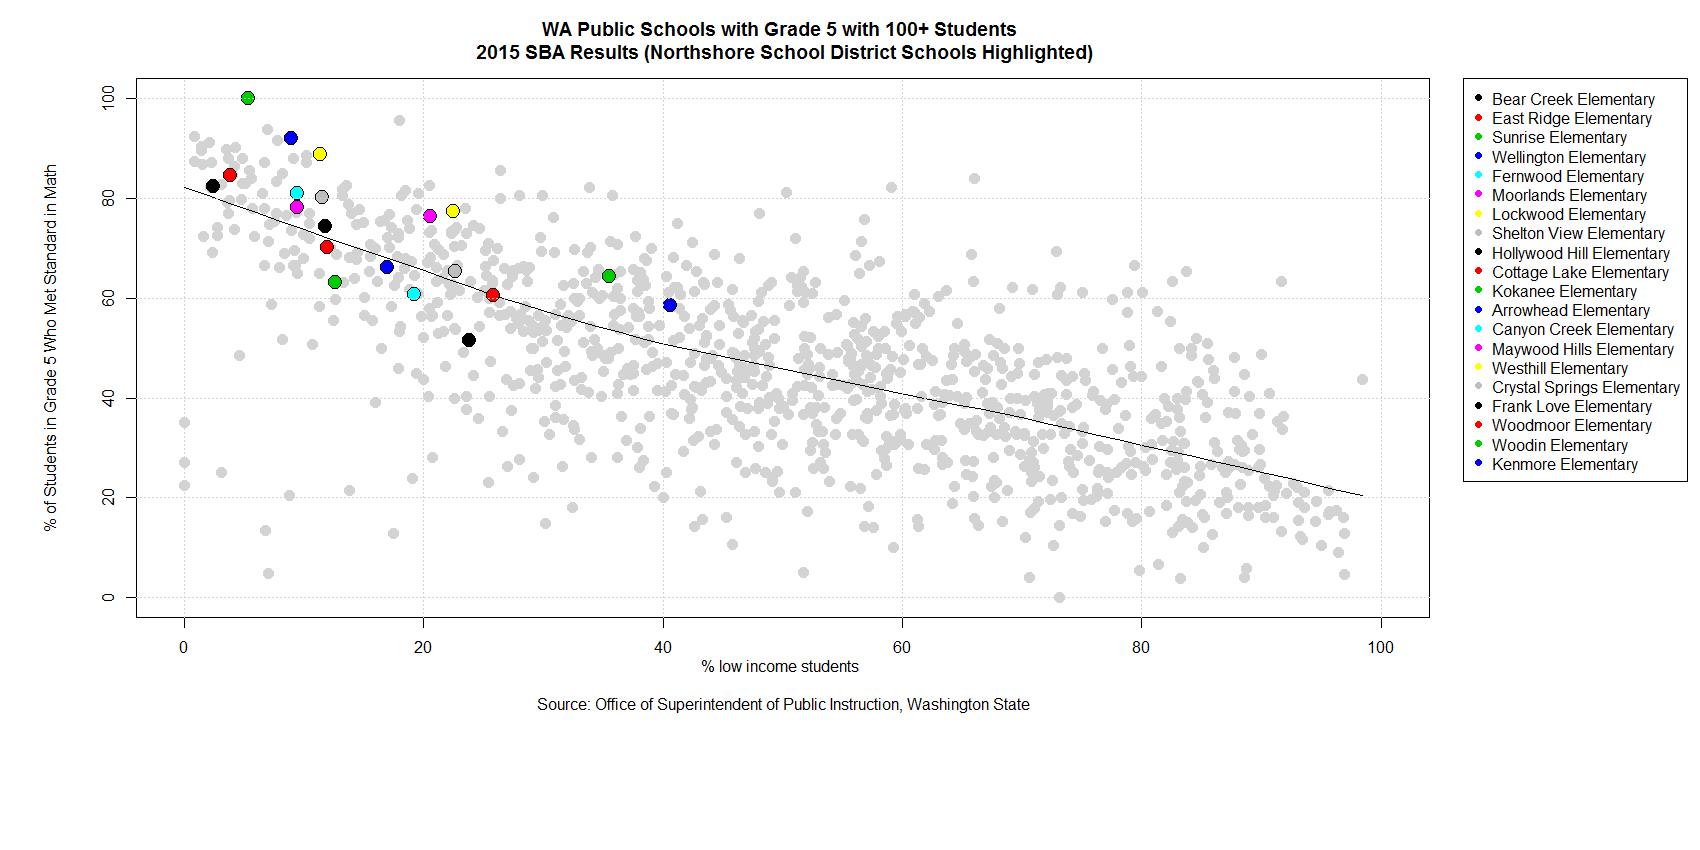 WA Public Schools with Grade 5 with 100+ Students
2015 SBA Results (Northshore School District Schools Highlighted)
% of Students in Grade 5 Who Met Standard in Math
100
80
60
40
20
0
0 20 40 60 80 100
% low income students
Source: Office of Superintendent of Public Instruction, Washington State
Bear Creek Elementary
East Ridge Elementary
Sunrise Elementary
Wellington Elementary
Fernwood Elementary
Moorlands Elementary
Lockwood Elementary
Shelton View Elementary
Hollywood Hill Elementary
Cottage Lake Elementary
Kokanee Elementary
Arrowhead Elementary
Canyon Creek Elementary
Maywood Hills Elementary
Westhill Elementary
Crystal Springs Elementary
Frank Love Elementary
Woodmoor Elementary
Woodin Elementary
Kenmore Elementary